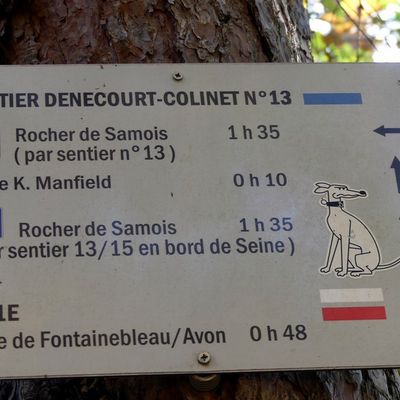 TIER DENECOURT-COLINET N°13
Rocher de Samois 1 h 35
( par sentier n°13 )
e K. Manfield 0 h 10
Rocher de Samois 1 h 35
r sentier 13/15 en bord de Seine )
1E
e de Fontainebleau/Avon 0 h 48